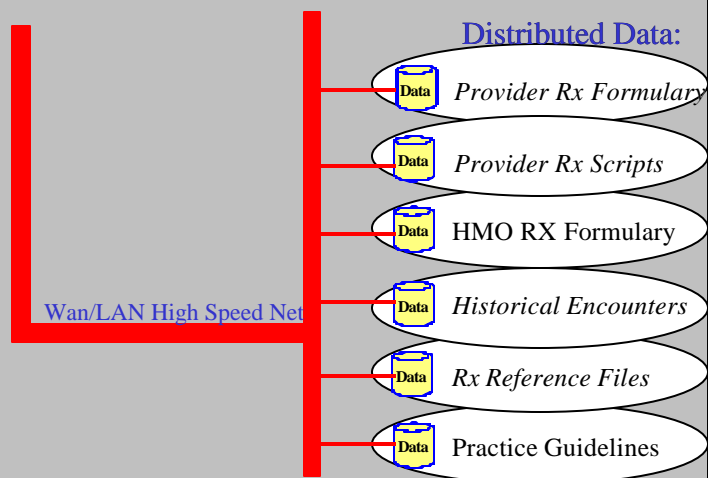 Distributed Data:
Data Provider Rx Formulary
Data Provider Rx Scripts
Data HMO RX Formulary
Data Historical Encounters
Wan/LAN High Speed Net
Data Rx Reference Files
Data Practice Guidelines